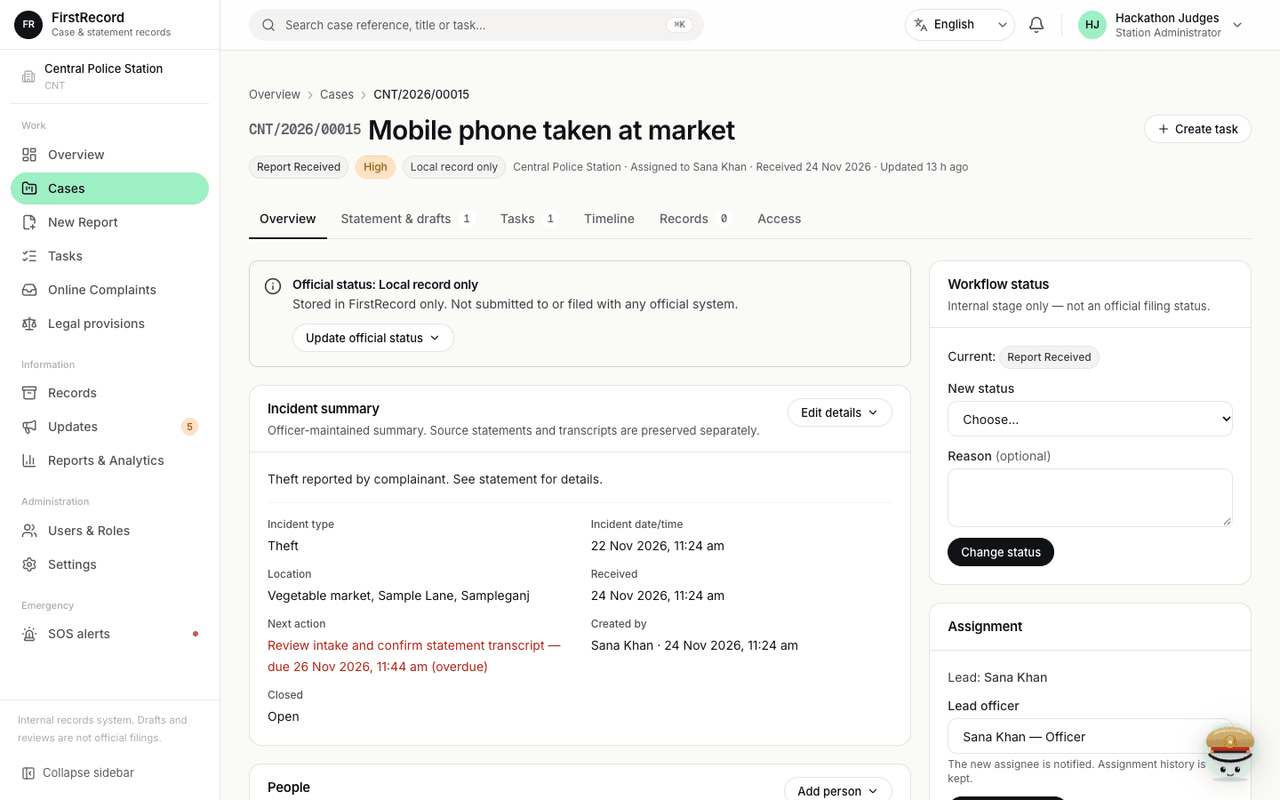 FR
FirstRecord
Case & statement records
Central Police Station
CNT
Work
Overview
Cases
New Report
Tasks
Online Complaints
Legal provisions
Information
Records
Updates 5
Reports & Analytics
Administration
Users & Roles
Settings
Emergency
SOS alerts
Internal records system. Drafts and
reviews are not official filings.
Collapse sidebar
Search case reference, title or task... ⌘K
English
HJ
Hackathon Judges
Station Administrator
Overview > Cases > CNT/2026/00015
CNT/2026/00015 Mobile phone taken at market
+ Create task
Report Received High Local record only Central Police Station · Assigned to Sana Khan · Received 24 Nov 2026 · Updated 13 h ago
Overview Statement & drafts 1 Tasks 1 Timeline Records 0 Access
Official status: Local record only
Stored in FirstRecord only. Not submitted to or filed with any official system.
Update official status
Incident summary
Officer-maintained summary. Source statements and transcripts are preserved separately.
Edit details
Theft reported by complainant. See statement for details.
Incident type
Theft
Incident date/time
22 Nov 2026, 11:24 am
Location
Vegetable market, Sample Lane, Sampleganj
Received
24 Nov 2026, 11:24 am
Next action
Review intake and confirm statement transcript —
due 26 Nov 2026, 11:44 am (overdue)
Created by
Sana Khan · 24 Nov 2026, 11:24 am
Closed
Open
People
Add person
Workflow status
Internal stage only — not an official filing status.
Current: Report Received
New status
Choose...
Reason (optional)
Change status
Assignment
Lead: Sana Khan
Lead officer
Sana Khan — Officer
The new assignee is notified. Assignment history is
kept.